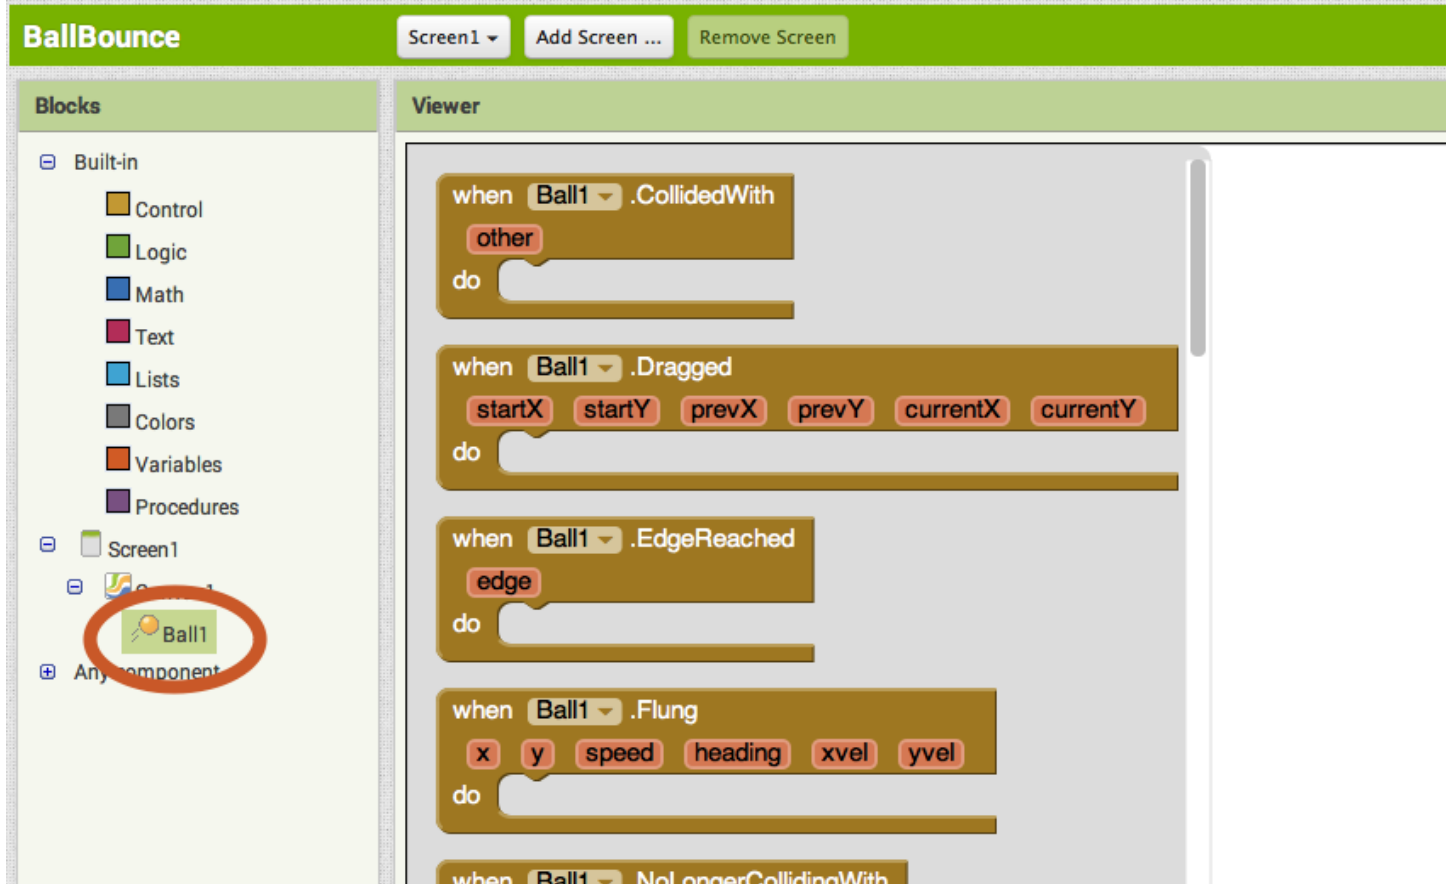 BallBounce
Screen1
Add Screen ...
Remove Screen
Blocks
Viewer
Built-in
Control
Logic
Math
Text
Lists
Colors
Variables
Procedures
Screen1
Ball1
Any component
when Ball1 .CollidedWith
other
do
when Ball1 .Dragged
startX startY prevX prevY currentX currentY
do
when Ball1 .EdgeReached
edge
do
when Ball1 .Flung
x y speed heading xvel yvel
do
when Ball1 .NoLongerCollidingWith